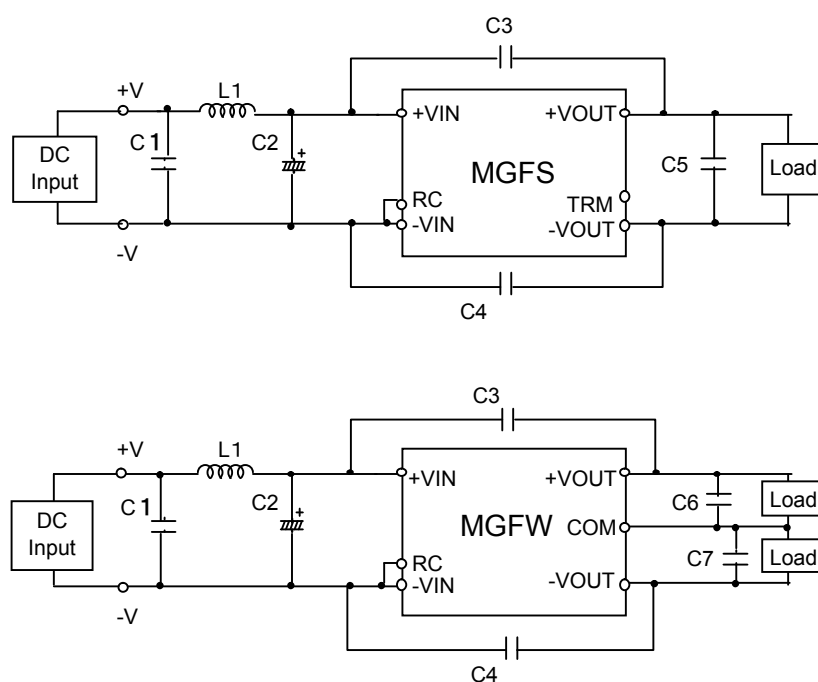 C3
+V
L1
+VIN
+VOUT
DC
Input
C1
C2
+
MGFS
C5
Load
RC
TRM
-VIN
-VOUT
-V
C4
C3
+V
L1
+VIN
+VOUT
DC
Input
C1
C2
+
MGFW
COM
C6
Load
C7
Load
RC
-VIN
-VOUT
-V
C4